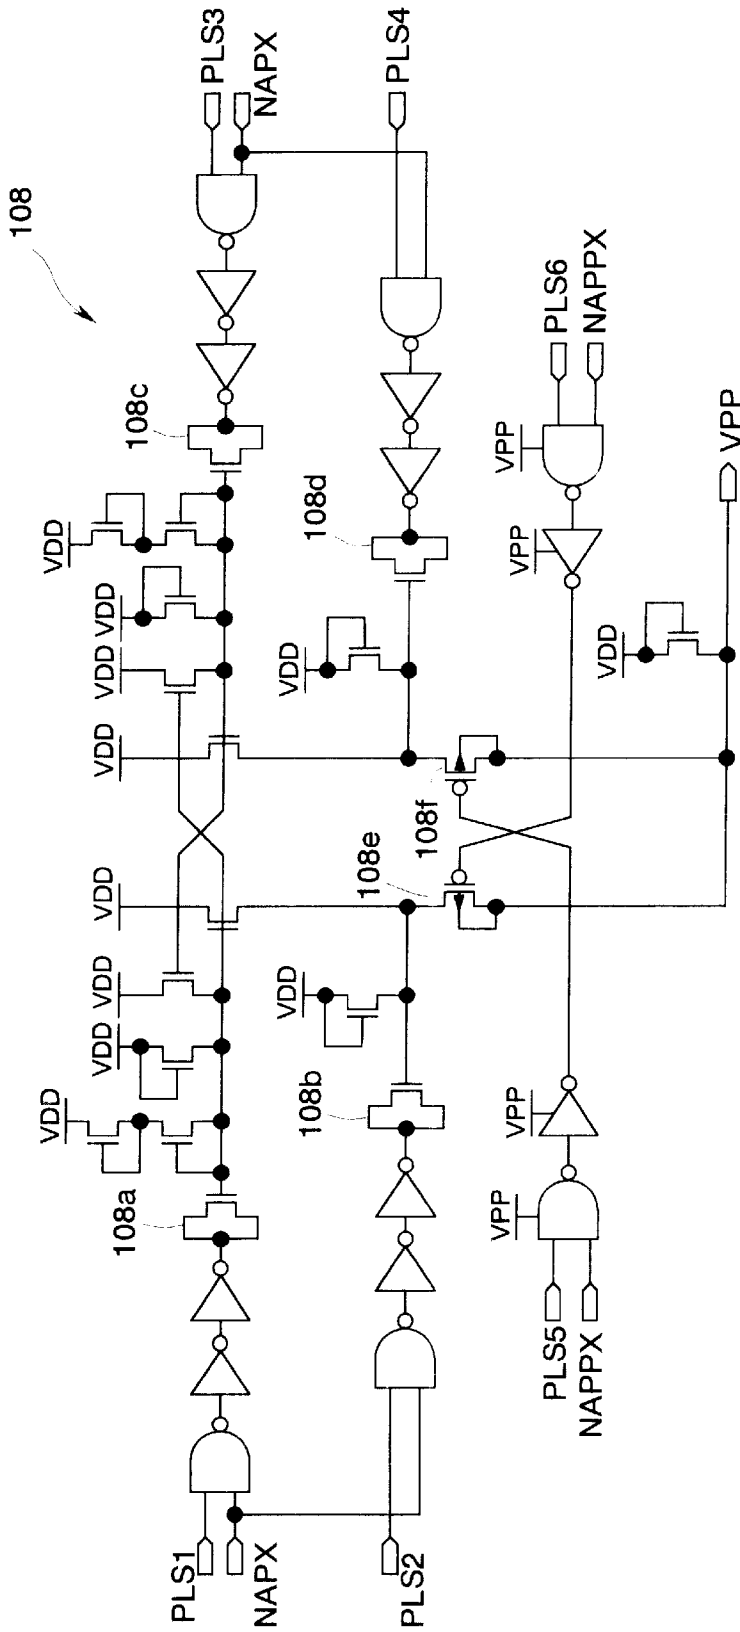 108
PLS3
NAPX
PLS4
108c
VDD
VDD
VDD
VDD
108d
VDD
PLS6
NAPPX
VPP
VPP
VPP
VDD
108f
108e
VDD
VDD
VDD
VDD
VDD
108a
108b
VPP
VPP
PLS1
NAPX
PLS2
PLS5
NAPPX